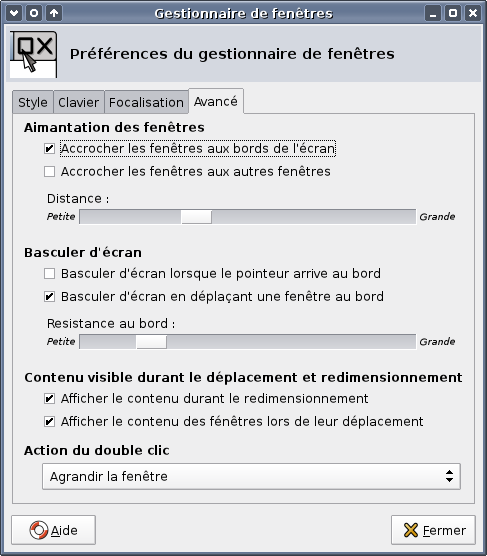 Gestionnaire de fenêtres
Préférences du gestionnaire de fenêtres
Style Clavier Focalisation Avancé
Aimantation des fenêtres
Accrocher les fenêtres aux bords de l'écran
Accrocher les fenêtres aux autres fenêtres
Distance :
Petite Grande
Basculer d'écran
Basculer d'écran lorsque le pointeur arrive au bord
Basculer d'écran en déplaçant une fenêtre au bord
Resistance au bord :
Petite Grande
Contenu visible durant le déplacement et redimensionnement
Afficher le contenu durant le redimensionnement
Afficher le contenu des fénêtres lors de leur déplacement
Action du double clic
Agrandir la fenêtre
Aide Fermer